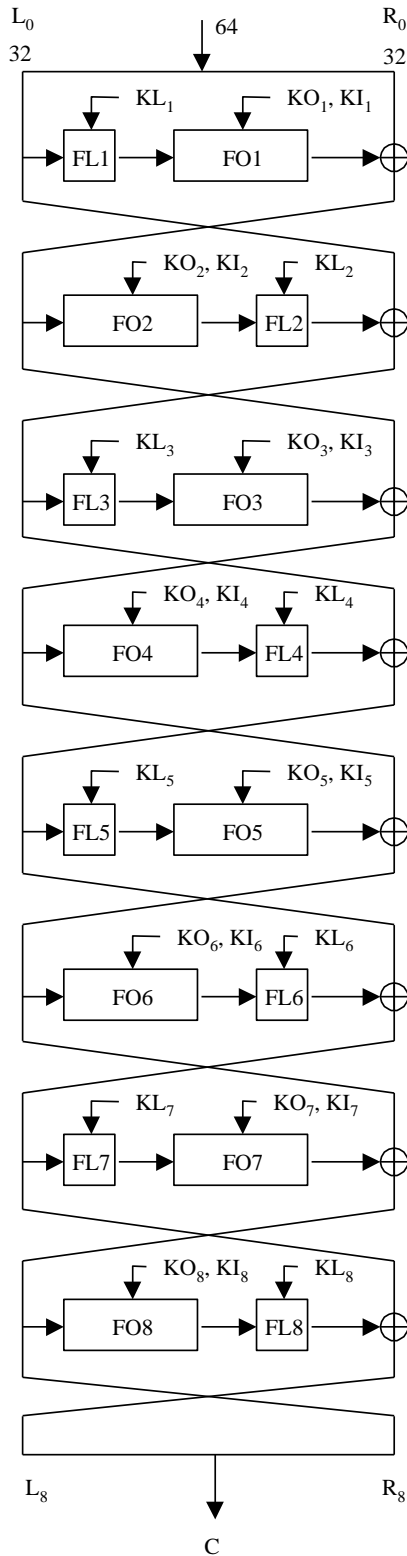 L₀ 64 R₀
32 32
KL₁ KO₁, KI₁
FL1 FO1
KO₂, KI₂ KL₂
FO2 FL2
KL₃ KO₃, KI₃
FL3 FO3
KO₄, KI₄ KL₄
FO4 FL4
KL₅ KO₅, KI₅
FL5 FO5
KO₆, KI₆ KL₆
FO6 FL6
KL₇ KO₇, KI₇
FL7 FO7
KO₈, KI₈ KL₈
FO8 FL8
L₈ R₈
C